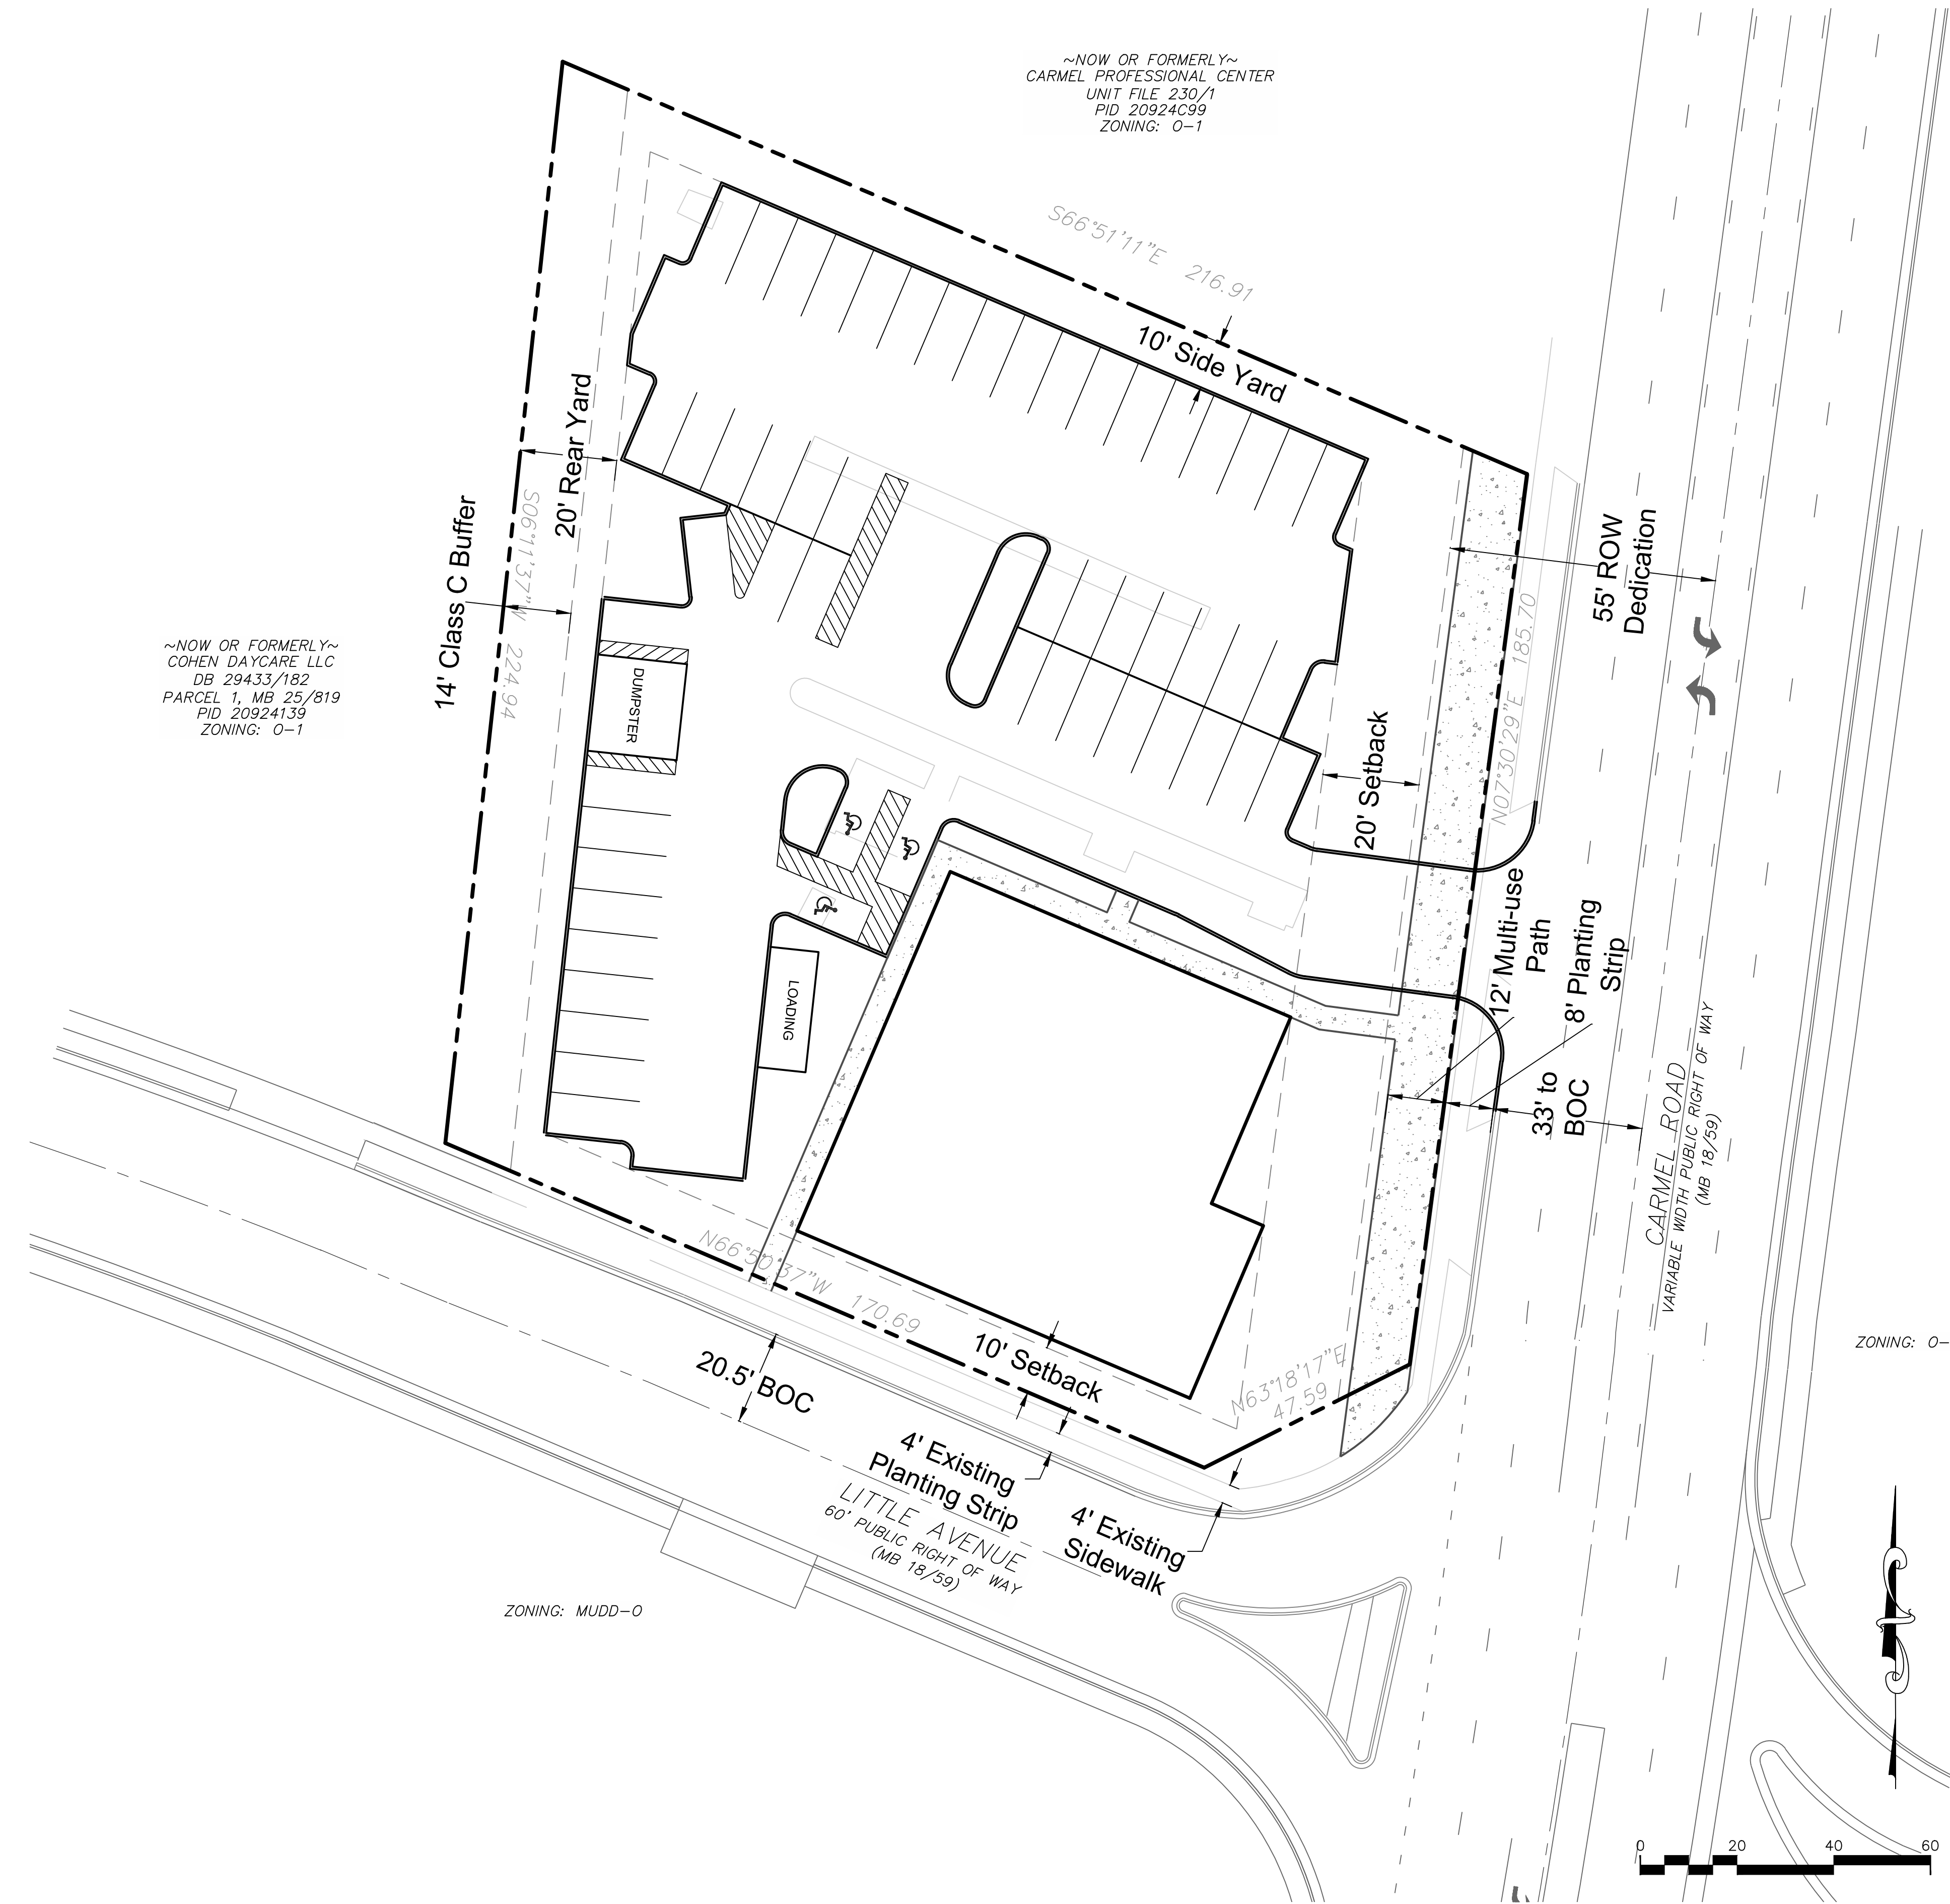 ~NOW OR FORMERLY~
CARMEL PROFESSIONAL CENTER
UNIT FILE 230/1
PID 20924C99
ZONING: O-1
S66°51'11"E 216.91
10' Side Yard
20' Rear Yard
14' Class C Buffer
S06°11'37"W 224.94
~NOW OR FORMERLY~
COHEN DAYCARE LLC
DB 29433/182
PARCEL 1, MB 25/819
PID 20924139
ZONING: O-1
55' ROW
Dedication
N07°30'29"E 185.70
DUMPSTER
20' Setback
LOADING
12' Multi-use
Path
8' Planting
Strip
33' to
BOC
CARMEL ROAD
VARIABLE WIDTH PUBLIC RIGHT OF WAY
(MB 18/59)
N66°50'37"W 170.69
10' Setback
N63°18'17"E
47.59
20.5' BOC
4' Existing
Planting Strip
4' Existing
Sidewalk
LITTLE AVENUE
60' PUBLIC RIGHT OF WAY
(MB 18/59)
ZONING: O-
ZONING: MUDD-O
0 20 40 60